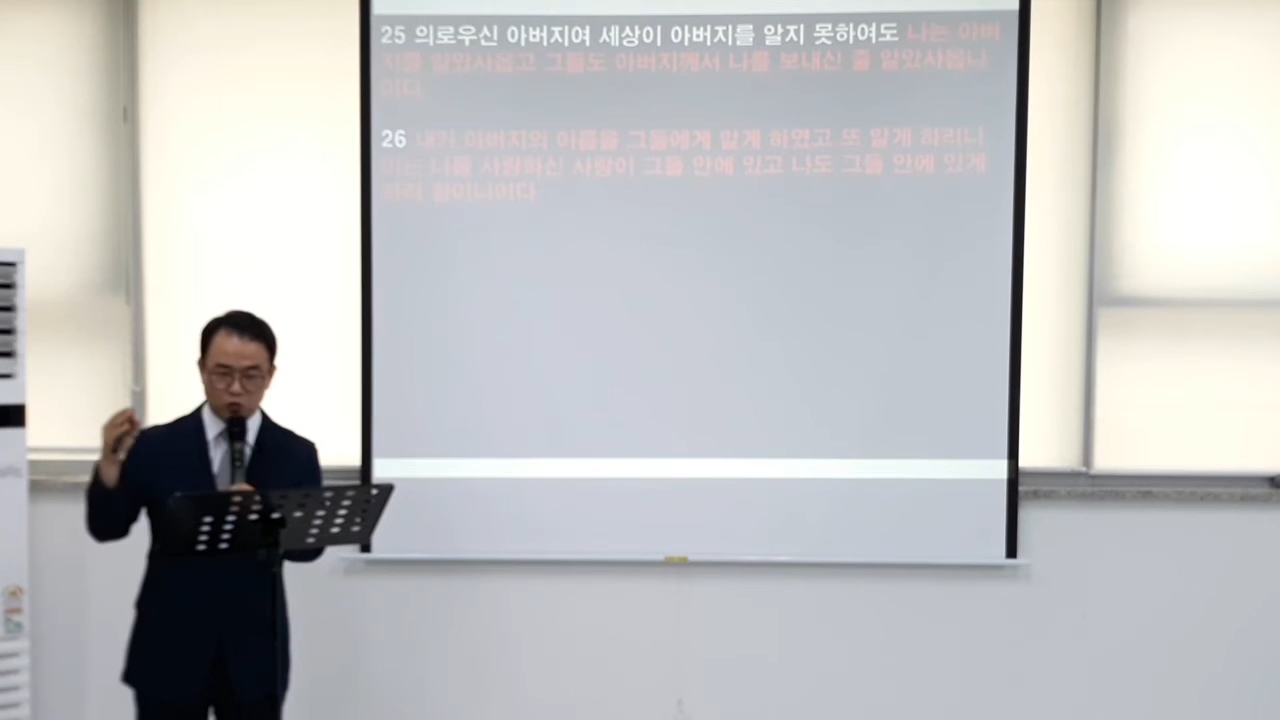 25 의로우신 아버지여 세상이 아버지를 알지 못하여도 나는 아버
지를 알았사옵고 그들도 아버지께서 나를 보내신 줄 알았사옵나
이다
26 내가 아버지의 이름을 그들에게 알게 하였고 또 알게 하리니
이는 나를 사랑하신 사랑이 그들 안에 있고 나도 그들 안에 있게
하려 함이니이다